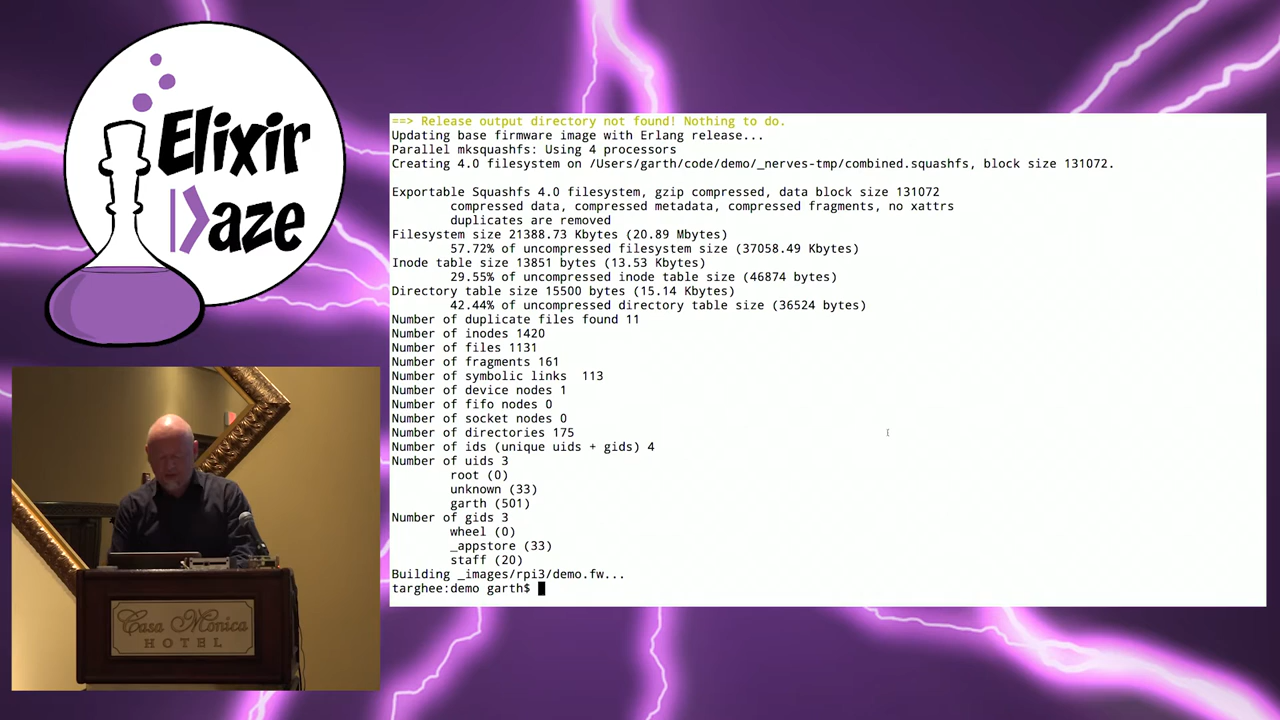 Elixir
Daze
==> Release output directory not found! Nothing to do.
Updating base firmware image with Erlang release...
Parallel mksquashfs: Using 4 processors
Creating 4.0 filesystem on /Users/garth/code/demo/_nerves-tmp/combined.squashfs, block size 131072.
Exportable Squashfs 4.0 filesystem, gzip compressed, data block size 131072
compressed data, compressed metadata, compressed fragments, no xattrs
duplicates are removed
Filesystem size 21388.73 Kbytes (20.89 Mbytes)
57.72% of uncompressed filesystem size (37058.49 Kbytes)
Inode table size 13851 bytes (13.53 Kbytes)
29.55% of uncompressed inode table size (46874 bytes)
Directory table size 15500 bytes (15.14 Kbytes)
42.44% of uncompressed directory table size (36524 bytes)
Number of duplicate files found 11
Number of inodes 1420
Number of files 1131
Number of fragments 161
Number of symbolic links  113
Number of device nodes 1
Number of fifo nodes 0
Number of socket nodes 0
Number of directories 175
Number of ids (unique uids + gids) 4
Number of uids 3
root (0)
unknown (33)
garth (501)
Number of gids 3
wheel (0)
_appstore (33)
staff (20)
Building _images/rpi3/demo.fw...
targhee:demo garth$
Casa Monica
HOTEL